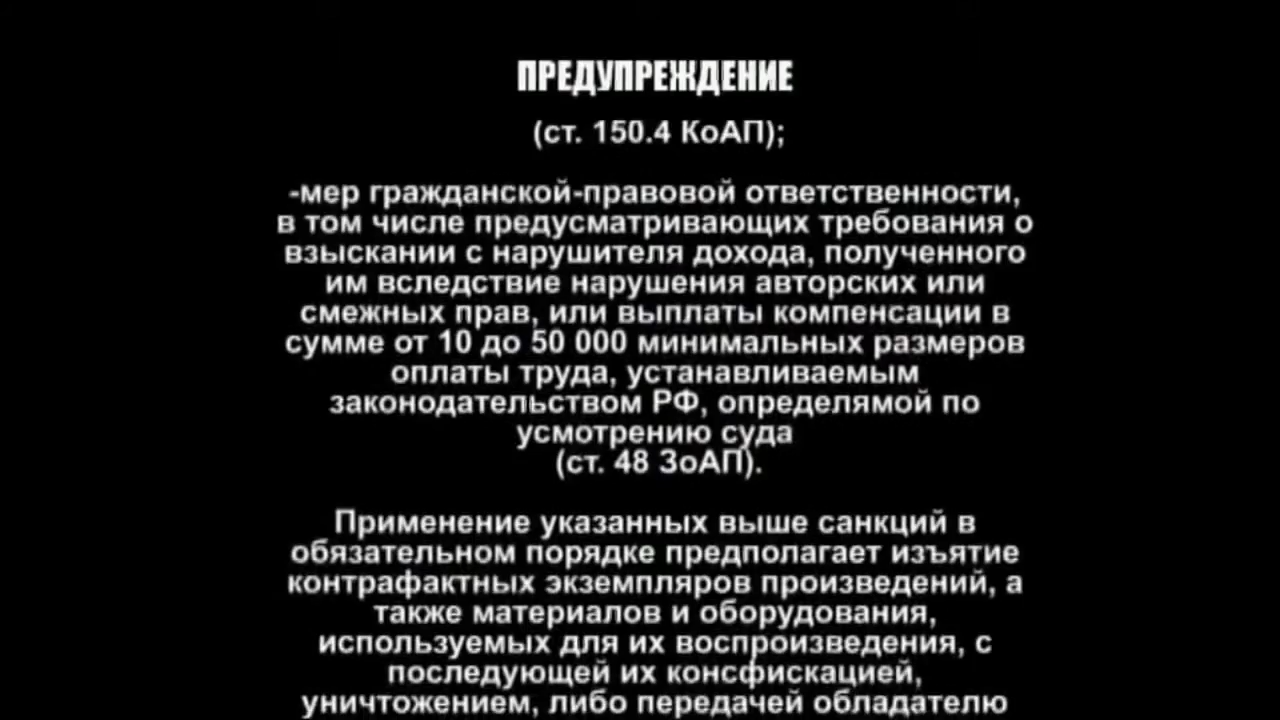 ПРЕДУПРЕЖДЕНИЕ
(ст. 150.4 КоАП);
-мер гражданской-правовой ответственности,
в том числе предусматривающих требования о
взыскании с нарушителя дохода, полученного
им вследствие нарушения авторских или
смежных прав, или выплаты компенсации в
сумме от 10 до 50 000 минимальных размеров
оплаты труда, устанавливаемым
законодательством РФ, определямой по
усмотрению суда
(ст. 48 ЗоАП).
Применение указанных выше санкций в
обязательном порядке предполагает изъятие
контрафактных экземпляров произведений, а
также материалов и оборудования,
используемых для их воспроизведения, с
последующей их консфискацией,
уничтожением, либо передачей обладателю